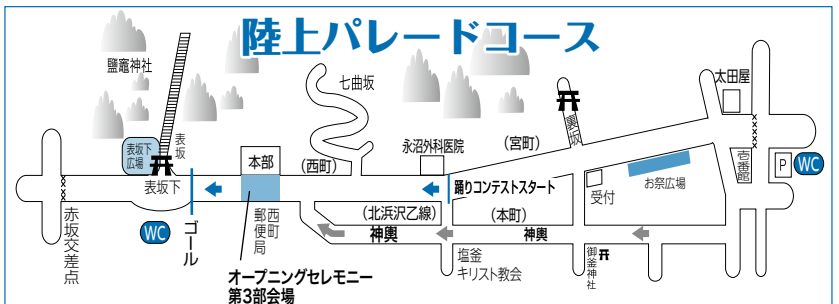 陸上パレードコース
鹽竈神社
七曲坂
太田屋
表坂
裏坂
表坂下
広場
本部
(西町)
永沼外科医院
(宮町)
壱番館
P
WC
表坂下
踊りコンテストスタート
受付
お祭広場
赤坂交差点
WC
ゴール
西町
郵便局
(北浜沢乙線)
(本町)
神輿
神輿
塩釜
キリスト教会
御釜神社
オープニングセレモニー
第3部会場